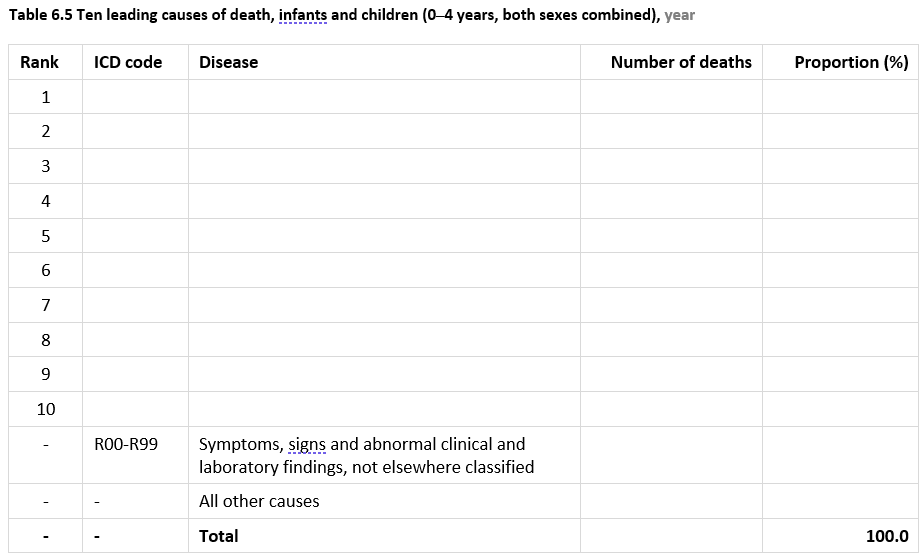 Table 6.5 Ten leading causes of death, infants and children (0–4 years, both sexes combined), year
Rank ICD code Disease Number of deaths Proportion (%)
1
2
3
4
5
6
7
8
9
10
- R00-R99 Symptoms, signs and abnormal clinical and
laboratory findings, not elsewhere classified
- - All other causes
- - Total 100.0